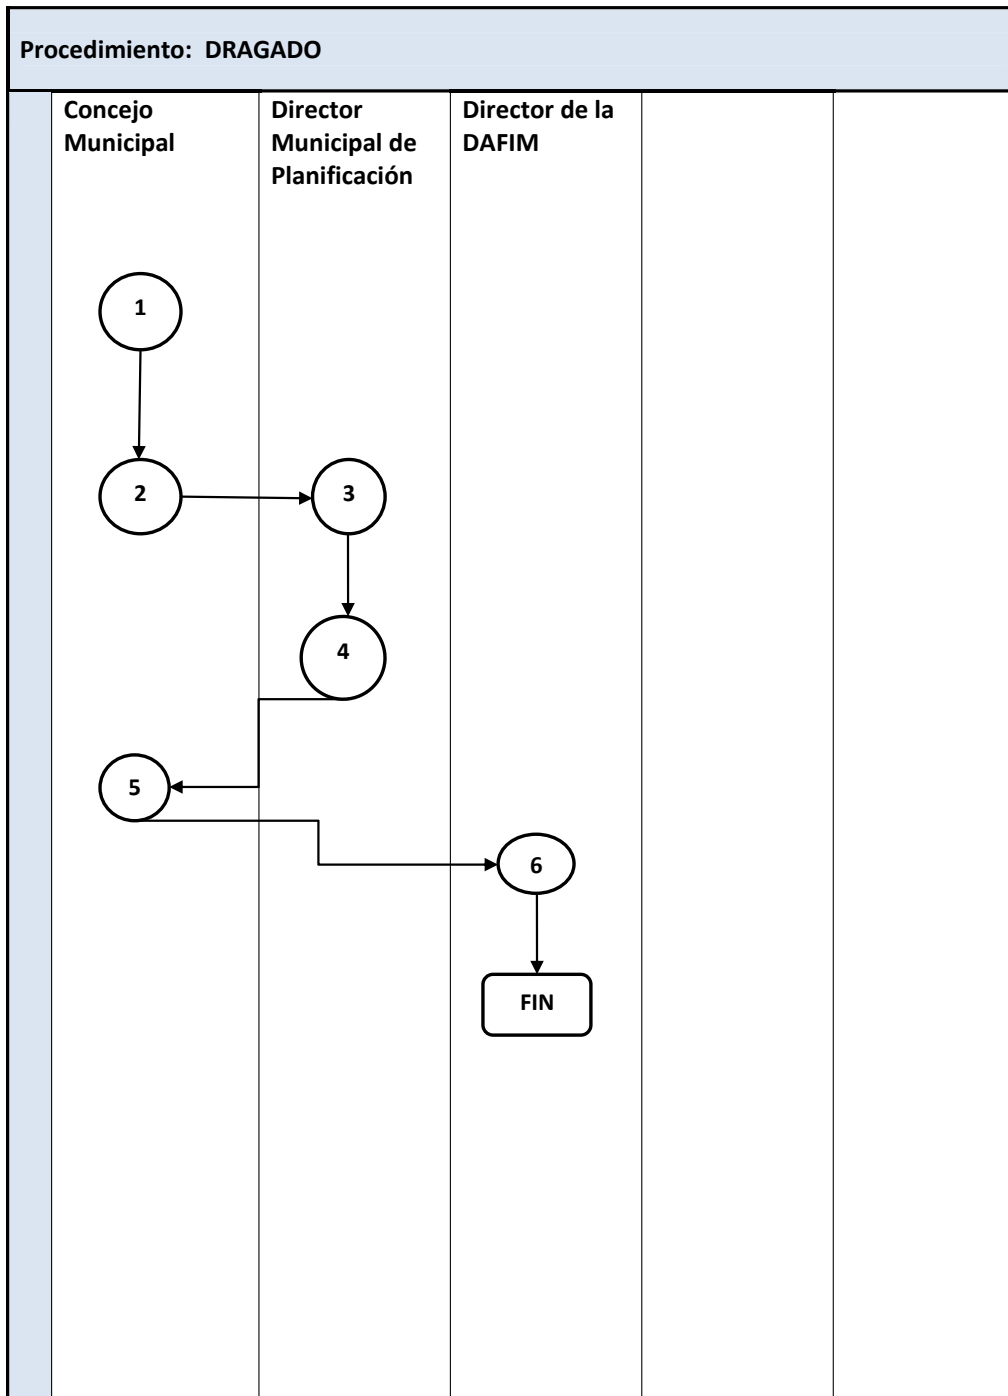 Procedimiento: DRAGADO
Concejo
Municipal
Director
Municipal de
Planificación
Director de la
DAFIM
1
2
3
4
5
6
FIN